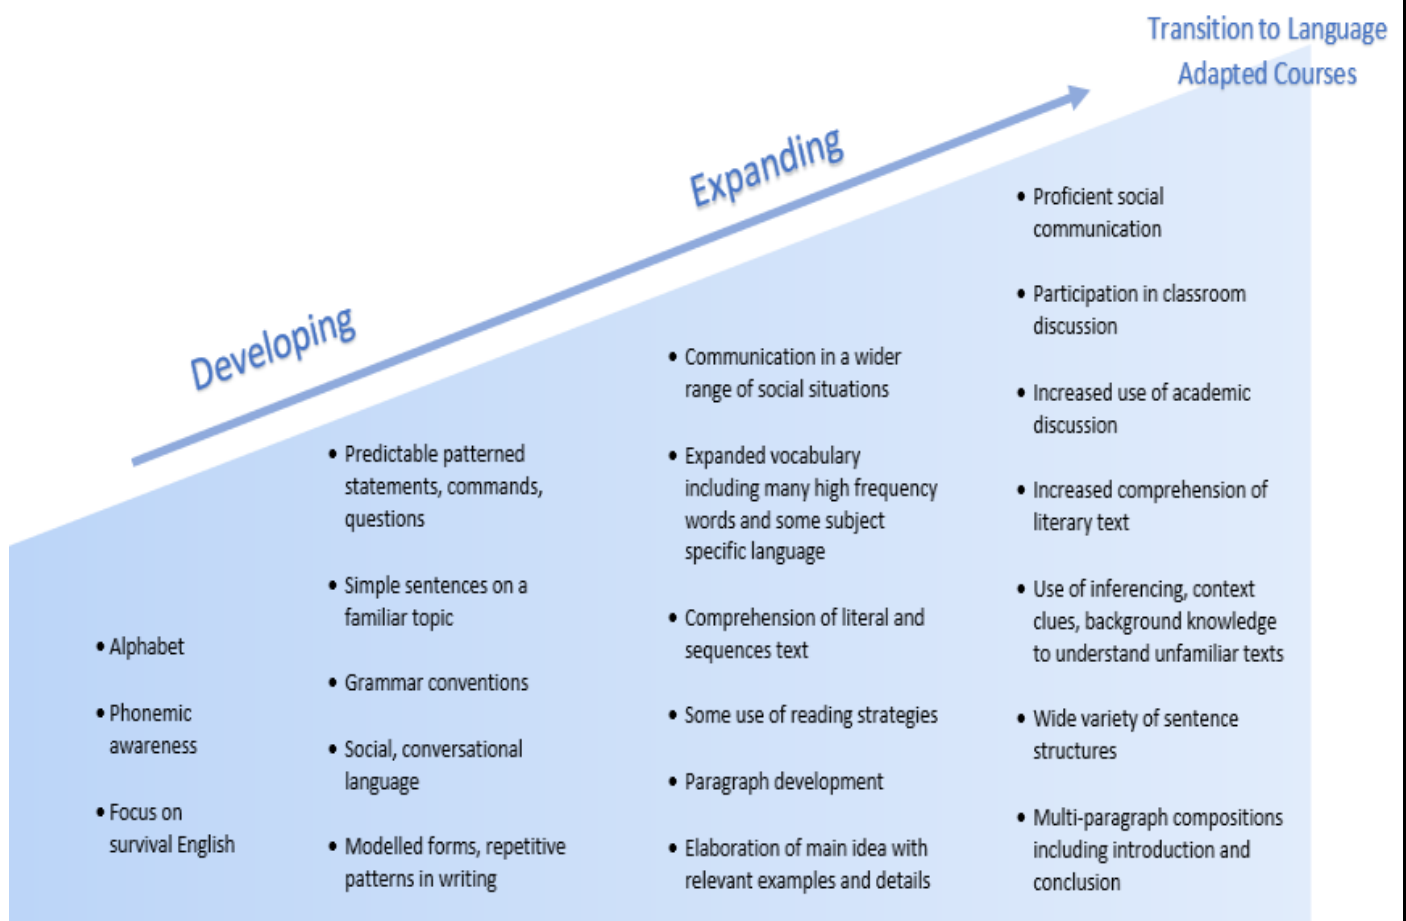 Transition to Language
Adapted Courses
Expanding
Developing
• Alphabet
• Phonemic
awareness
• Focus on
survival English
• Predictable patterned
statements, commands,
questions
• Simple sentences on a
familiar topic
• Grammar conventions
• Social, conversational
language
• Modelled forms, repetitive
patterns in writing
• Communication in a wider
range of social situations
• Expanded vocabulary
including many high frequency
words and some subject
specific language
• Comprehension of literal and
sequences text
• Some use of reading strategies
• Paragraph development
• Elaboration of main idea with
relevant examples and details
• Proficient social
communication
• Participation in classroom
discussion
• Increased use of academic
discussion
• Increased comprehension of
literary text
• Use of inferencing, context
clues, background knowledge
to understand unfamiliar texts
• Wide variety of sentence
structures
• Multi-paragraph compositions
including introduction and
conclusion